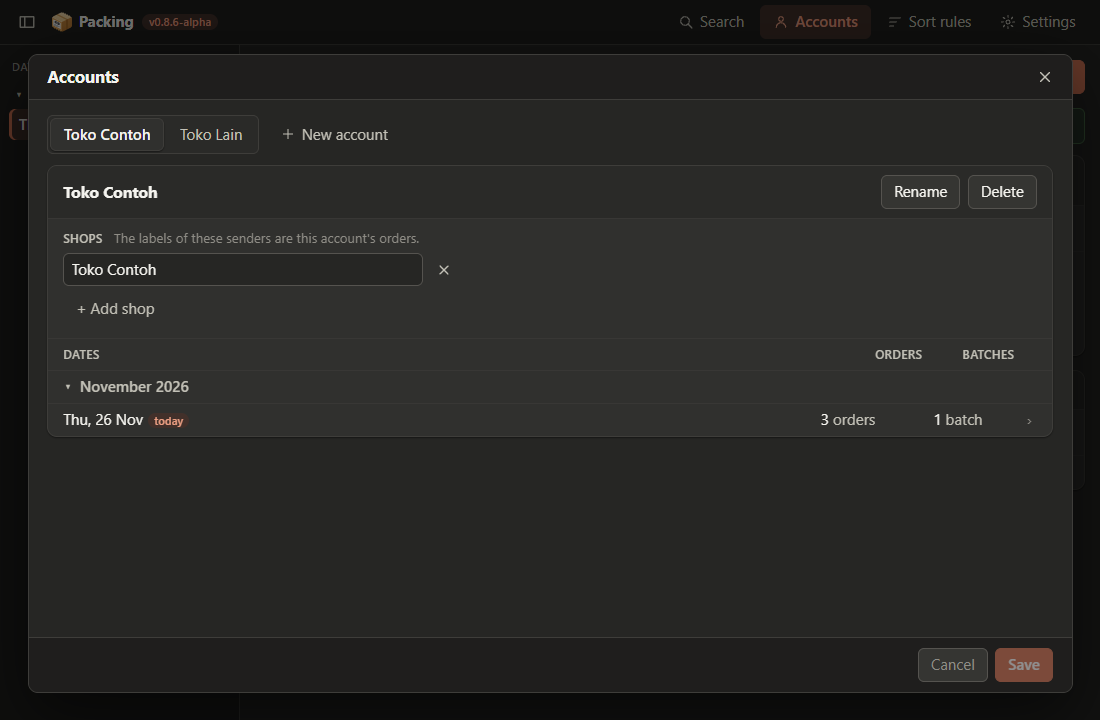 Packing v0.8.6-alpha Search Accounts Sort rules Settings
DA
Accounts
T
Toko Contoh Toko Lain + New account
Toko Contoh Rename Delete
SHOPS The labels of these senders are this account's orders.
Toko Contoh
+ Add shop
DATES ORDERS BATCHES
November 2026
Thu, 26 Nov today 3 orders 1 batch
Cancel Save